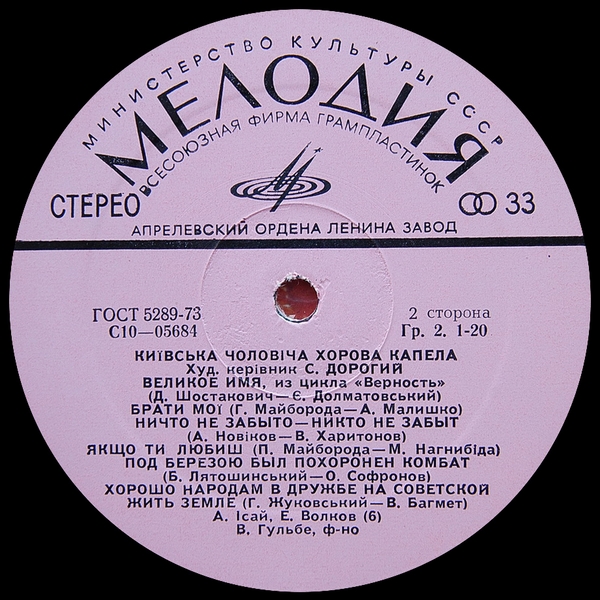 МИНИСТЕРСТВО КУЛЬТУРЫ СССР
МЕЛОДИЯ
ВСЕСОЮЗНАЯ ФИРМА ГРАМПЛАСТИНОК
СТЕРЕО
33
АПРЕЛЕВСКИЙ ОРДЕНА ЛЕНИНА ЗАВОД
ГОСТ 5289-73
2 сторона
С10—05684
Гр. 2. 1-20
КИЇВСЬКА ЧОЛОВІЧА ХОРОВА КАПЕЛА
Худ. керівник С. ДОРОГИЙ
ВЕЛИКОЕ ИМЯ, из цикла «Верность»
(Д. Шостакович—Є. Долматовський)
БРАТИ МОЇ (Г. Майборода—А. Малишко)
НИЧТО НЕ ЗАБЫТО—НИКТО НЕ ЗАБЫТ
(А. Новіков—В. Харитонов)
ЯКЩО ТИ ЛЮБИШ (П. Майборода—М. Нагнибіда)
ПОД БЕРЕЗОЮ БЫЛ ПОХОРОНЕН КОМБАТ
(Б. Лятошинський—О. Софронов)
ХОРОШО НАРОДАМ В ДРУЖБЕ НА СОВЕТСКОЙ
ЖИТЬ ЗЕМЛЕ (Г. Жуковський—В. Багмет)
А. Ісай, Е. Волков (6)
В. Гульбе, ф-но